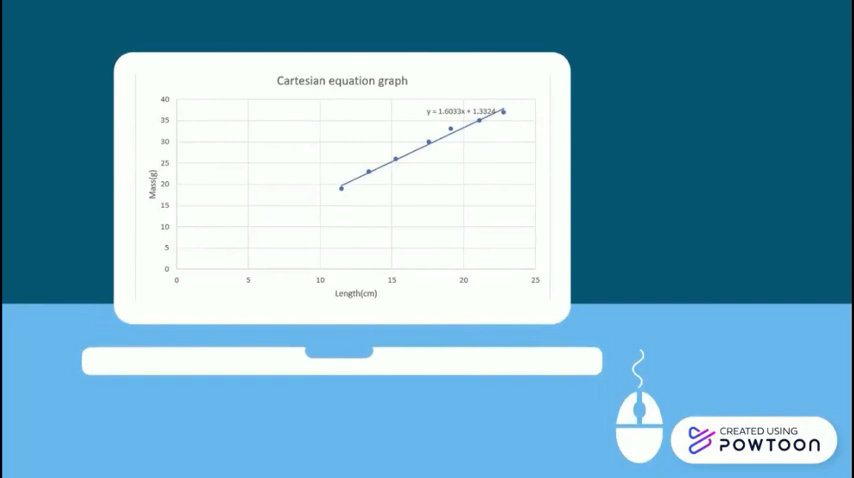 Cartesian equation graph
y = 1.6033x + 1.3324
40
35
30
25
20
15
10
5
0
Mass(g)
0 5 10 15 20 25
Length(cm)
CREATED USING
POWTOON